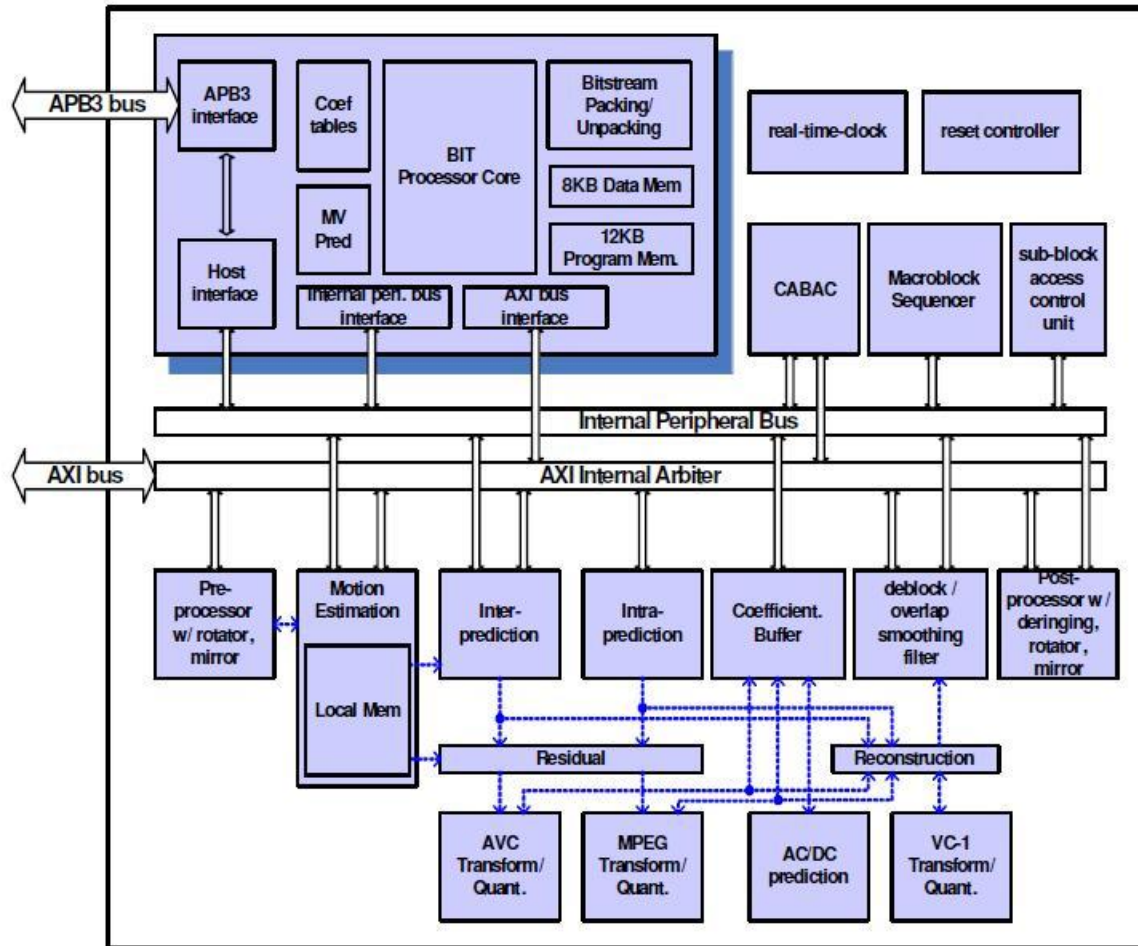 APB3 bus
APB3
interface
Coef
tables
BIT
Processor Core
Bitstream
Packing/
Unpacking
8KB Data Mem
12KB
Program Mem.
MV
Pred
Host
interface
Internal peri. bus
interface
AXI bus
interface
real-time-clock
reset controller
CABAC
Macroblock
Sequencer
sub-block
access
control
unit
Internal Peripheral Bus
AXI bus
AXI Internal Arbiter
Pre-
processor
w/ rotator,
mirror
Motion
Estimation
Local Mem
Inter-
prediction
Intra-
prediction
Coefficient.
Buffer
deblock /
overlap
smoothing
filter
Post-
processor w /
deringing,
rotator,
mirror
Residual
Reconstruction
AVC
Transform/
Quant.
MPEG
Transform/
Quant.
AC/DC
prediction
VC-1
Transform/
Quant.